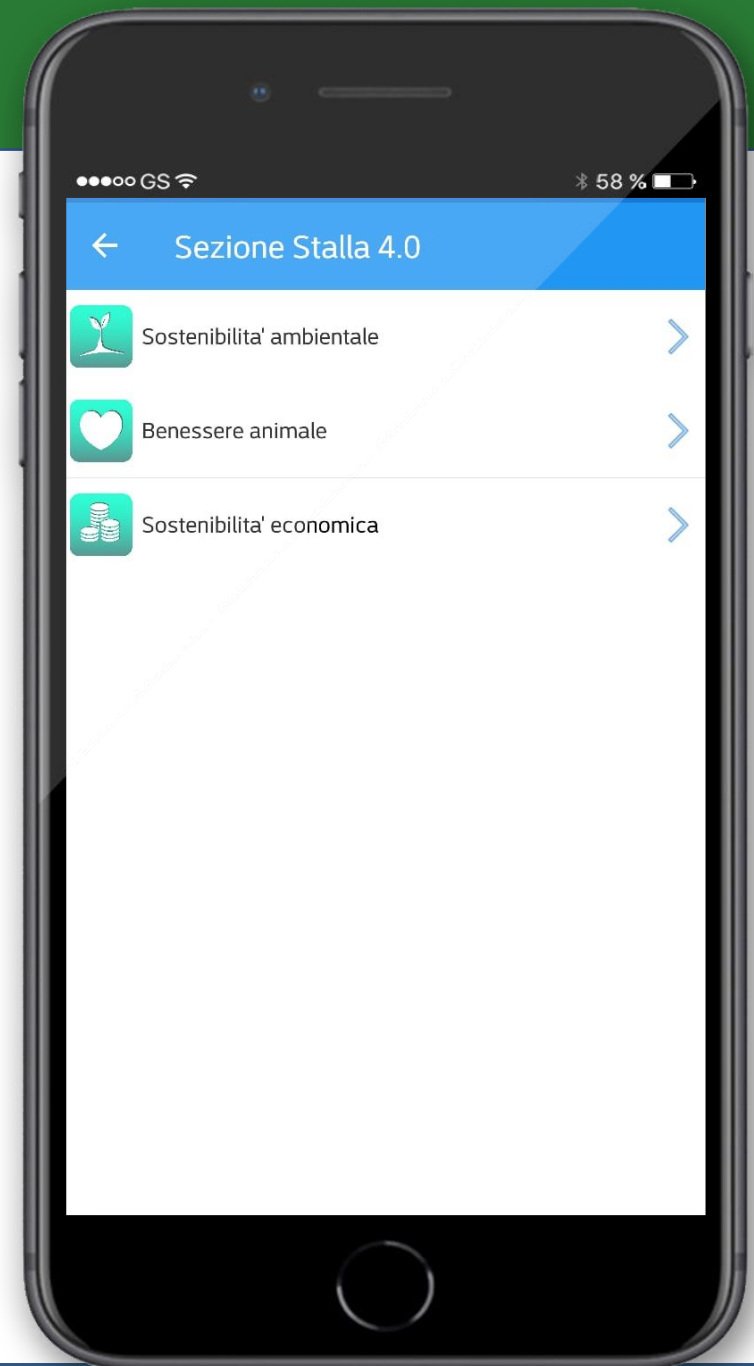 GS
58 %
Sezione Stalla 4.0
Sostenibilita' ambientale
Benessere animale
Sostenibilita' economica